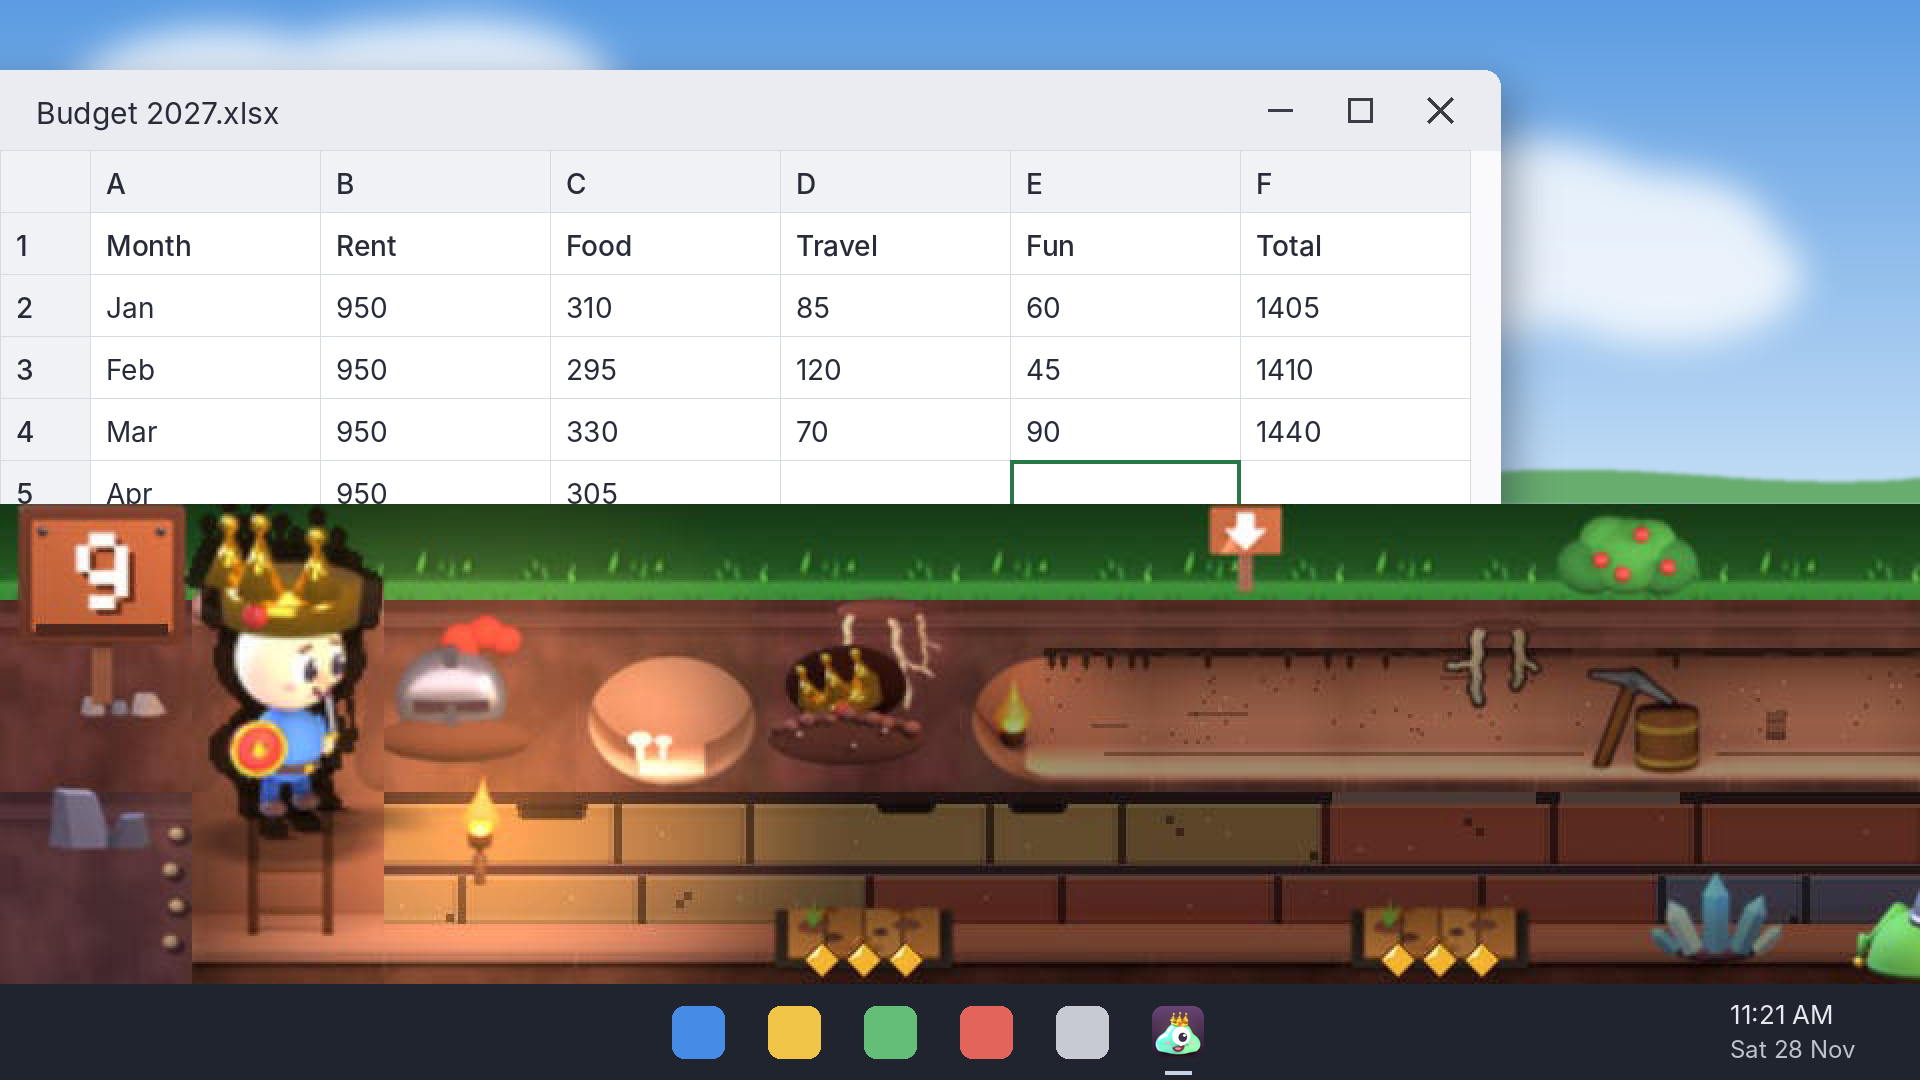 Budget 2027.xlsx
A B C D E F
1 Month Rent Food Travel Fun Total
2 Jan 950 310 85 60 1405
3 Feb 950 295 120 45 1410
4 Mar 950 330 70 90 1440
5 Apr 950 305
9
11:21 AM
Sat 28 Nov